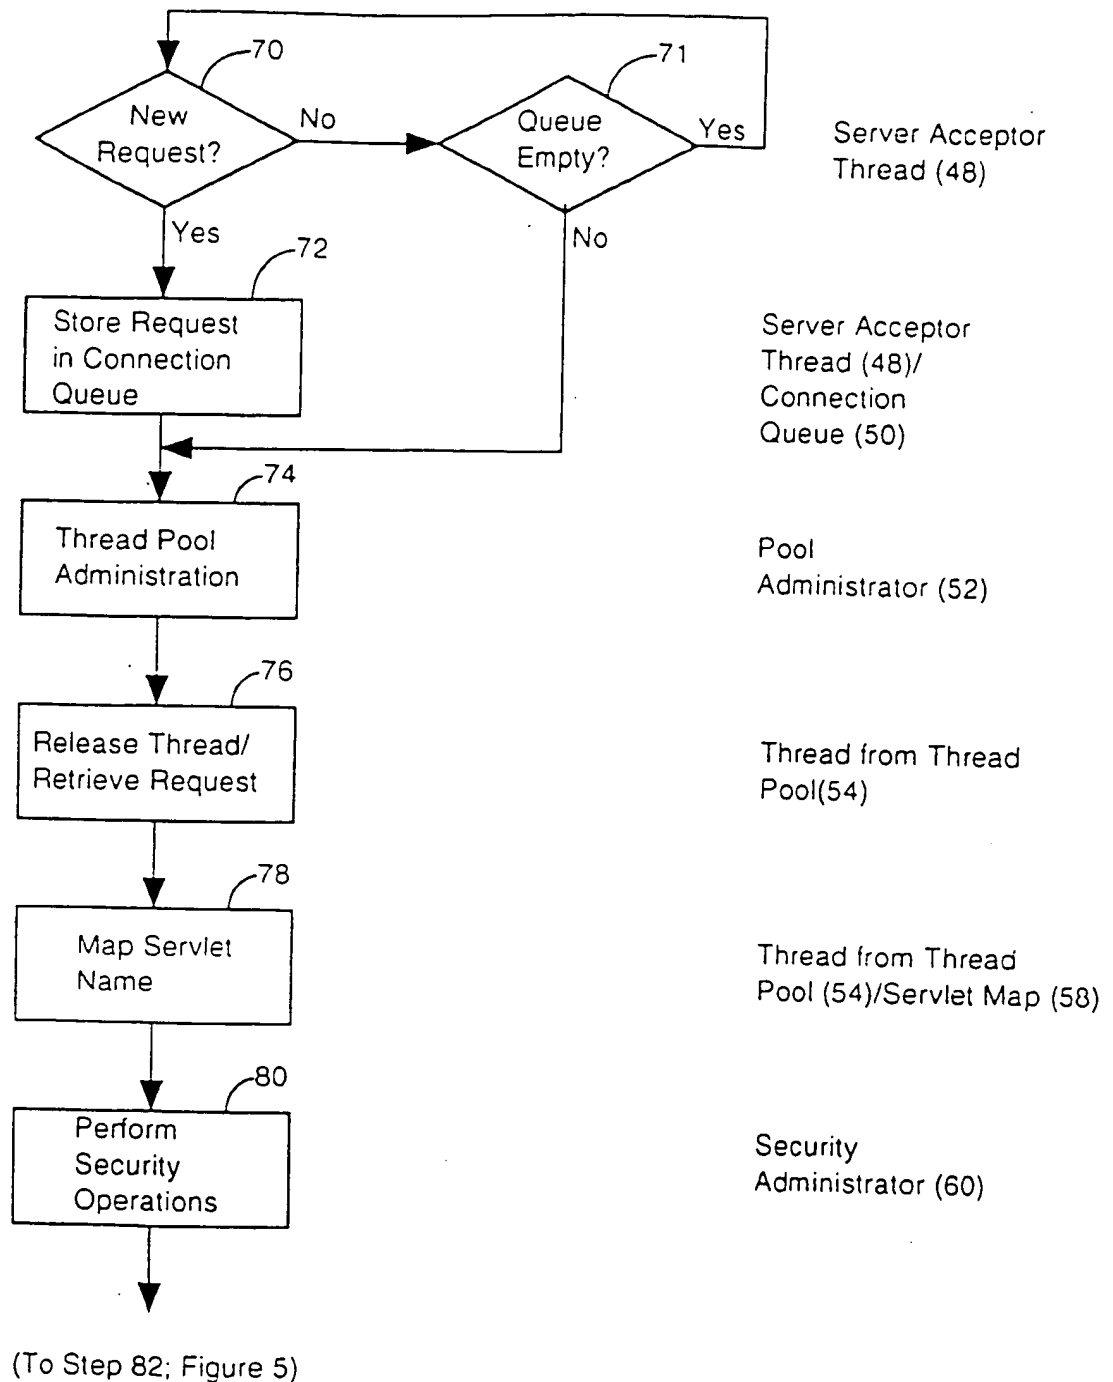 70
71
New
Request?
No
Queue
Empty?
Yes
Server Acceptor
Thread (48)
Yes
No
72
Store Request
in Connection
Queue
Server Acceptor
Thread (48)/
Connection
Queue (50)
74
Thread Pool
Administration
Pool
Administrator (52)
76
Release Thread/
Retrieve Request
Thread from Thread
Pool(54)
78
Map Servlet
Name
Thread from Thread
Pool (54)/Servlet Map (58)
80
Perform
Security
Operations
Security
Administrator (60)
(To Step 82; Figure 5)